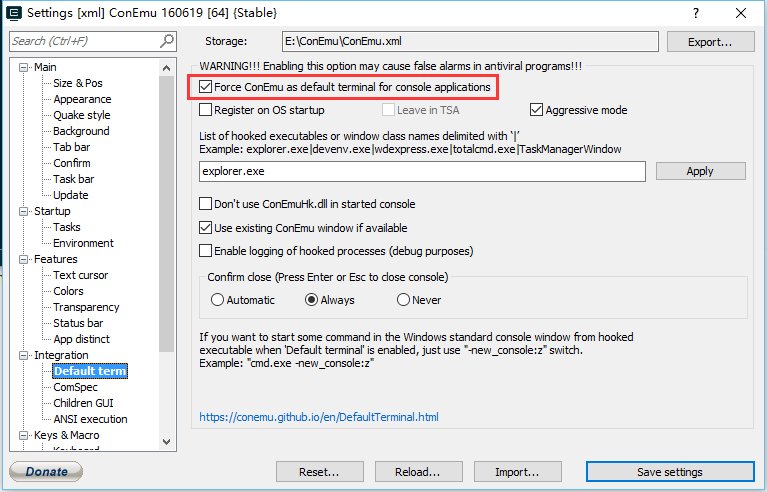 Settings [xml] ConEmu 160619 [64] {Stable}
Search (Ctrl+F)
Storage:
E:\ConEmu\ConEmu.xml
Export...
Main
Size & Pos
Appearance
Quake style
Background
Tab bar
Confirm
Task bar
Update
Startup
Tasks
Environment
Features
Text cursor
Colors
Transparency
Status bar
App distinct
Integration
Default term
ComSpec
Children GUI
ANSI execution
Keys & Macro
WARNING!!! Enabling this option may cause false alarms in antiviral programs!!!
Force ConEmu as default terminal for console applications
Register on OS startup
Leave in TSA
Aggressive mode
List of hooked executables or window class names delimited with '|'
Example: explorer.exe|devenv.exe|wdexpress.exe|totalcmd.exe|TaskManagerWindow
explorer.exe
Apply
Don't use ConEmuHk.dll in started console
Use existing ConEmu window if available
Enable logging of hooked processes (debug purposes)
Confirm close (Press Enter or Esc to close console)
Automatic
Always
Never
If you want to start some command in the Windows standard console window from hooked
executable when 'Default terminal' is enabled, just use "-new_console:z" switch.
Example: "cmd.exe -new_console:z"
https://conemu.github.io/en/DefaultTerminal.html
Donate
Reset...
Reload...
Import...
Save settings